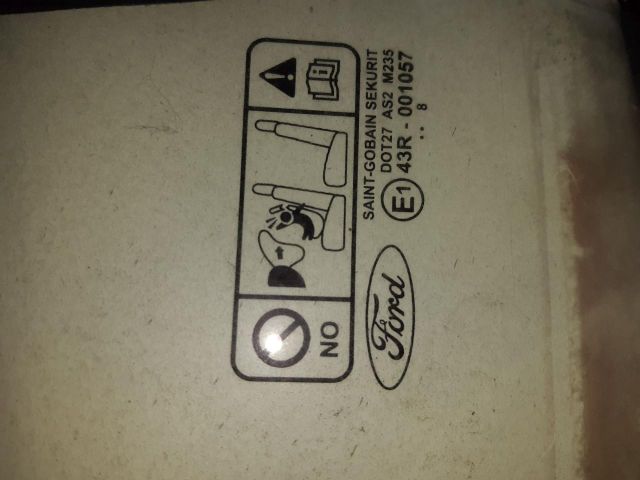 SAINT-GOBAIN SEKURIT
DOT27 AS2 M235
E1 43R - 001057
.. 8
Ford
NO